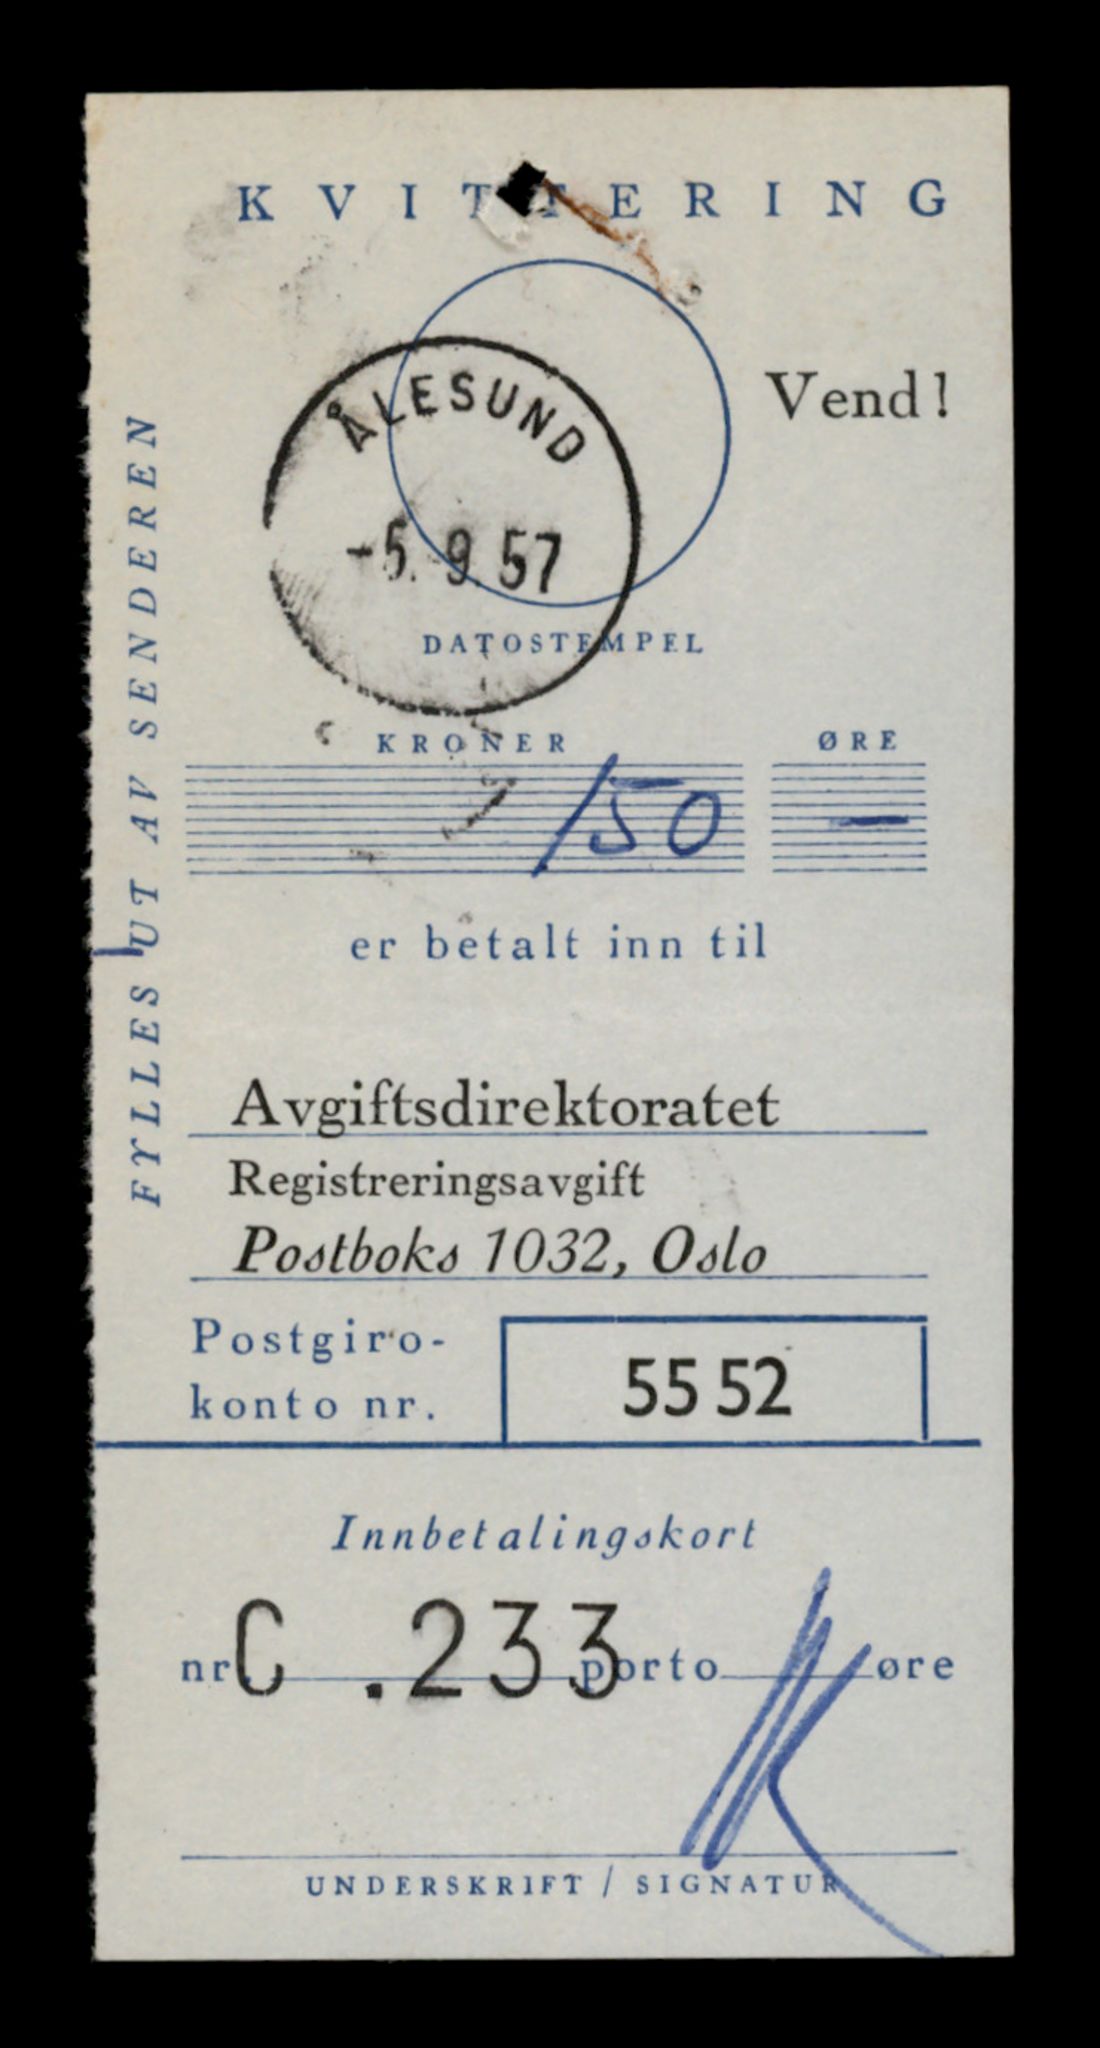 KVITTERING
Vend!
ÅLESUND
-5. 9. 57
DATOSTEMPEL
FYLLES UT AV SENDEREN
KRONER ØRE
/50 —
er betalt inn til
Avgiftsdirektoratet
Registreringsavgift
Postboks 1032, Oslo
Postgiro-
konto nr.
55 52
Innbetalingskort
nr C .233 porto øre
UNDERSKRIFT / SIGNATUR